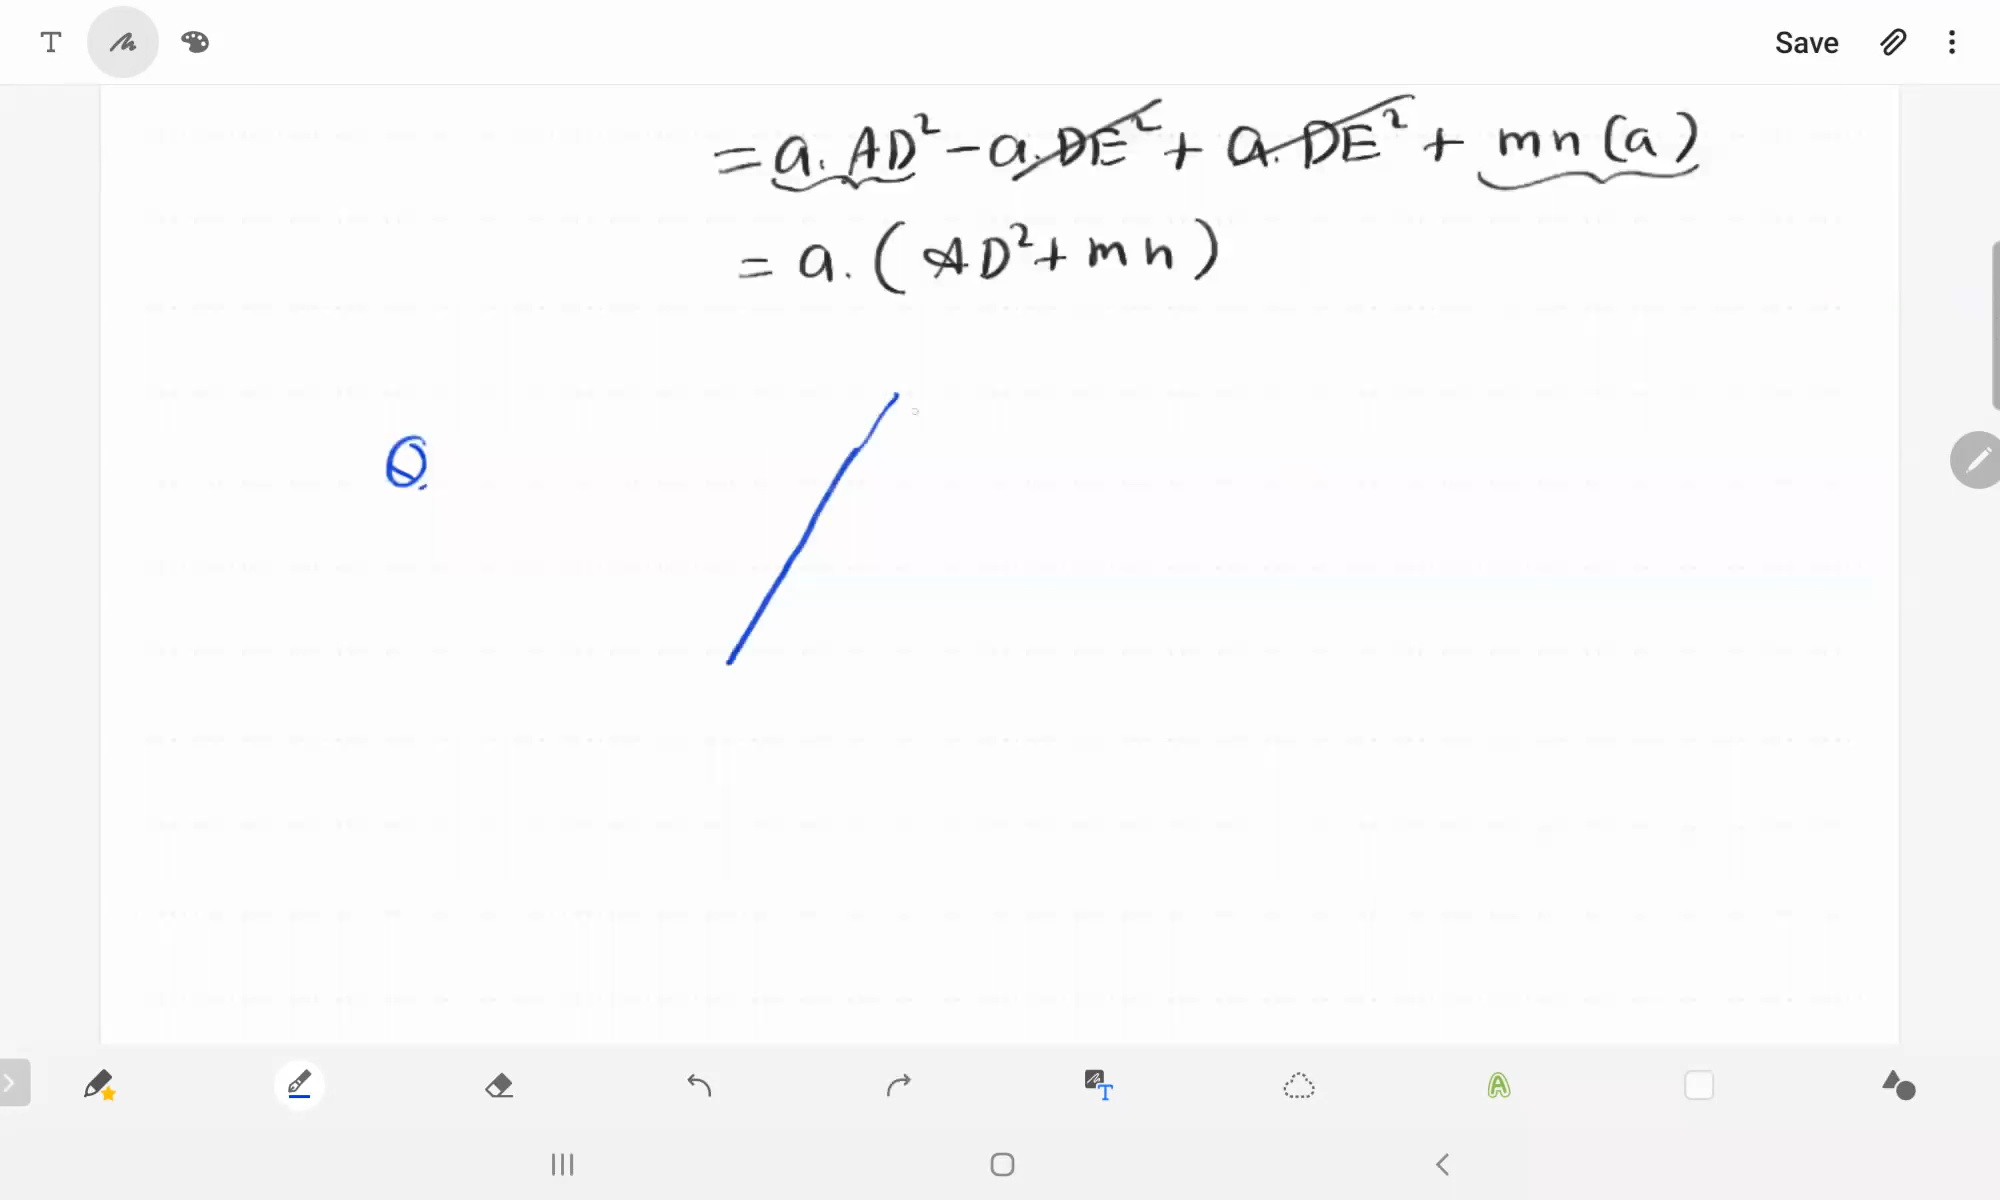 T Save
= a. AD² - a. DE² + a. DE² + mn (a)
= a. ( AD² + mn )
Q